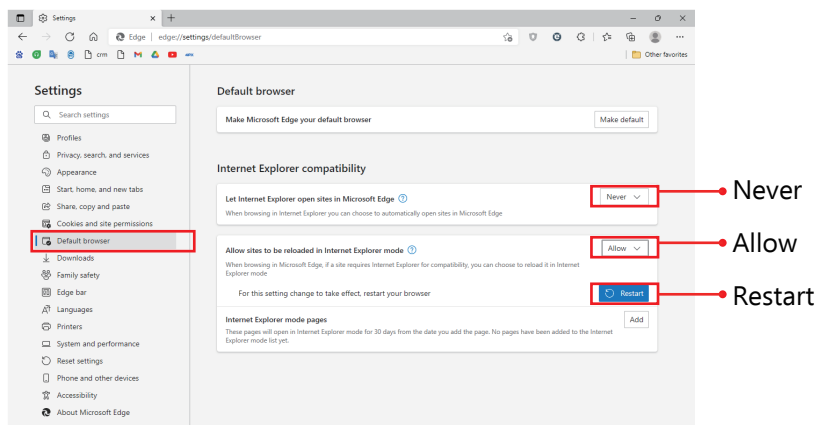 Settings
Edge | edge://settings/defaultBrowser
crm
Other favorites
Settings
Search settings
Profiles
Privacy, search, and services
Appearance
Start, home, and new tabs
Share, copy and paste
Cookies and site permissions
Default browser
Downloads
Family safety
Edge bar
Languages
Printers
System and performance
Reset settings
Phone and other devices
Accessibility
About Microsoft Edge
Default browser
Make Microsoft Edge your default browser
Make default
Internet Explorer compatibility
Let Internet Explorer open sites in Microsoft Edge
Never
When browsing in Internet Explorer you can choose to automatically open sites in Microsoft Edge
Allow sites to be reloaded in Internet Explorer mode
Allow
When browsing in Microsoft Edge, if a site requires Internet Explorer for compatibility, you can choose to reload it in Internet
Explorer mode
For this setting change to take effect, restart your browser
Restart
Internet Explorer mode pages
Add
These pages will open in Internet Explorer mode for 30 days from the date you add the page. No pages have been added to the Internet
Explorer mode list yet.
Never
Allow
Restart